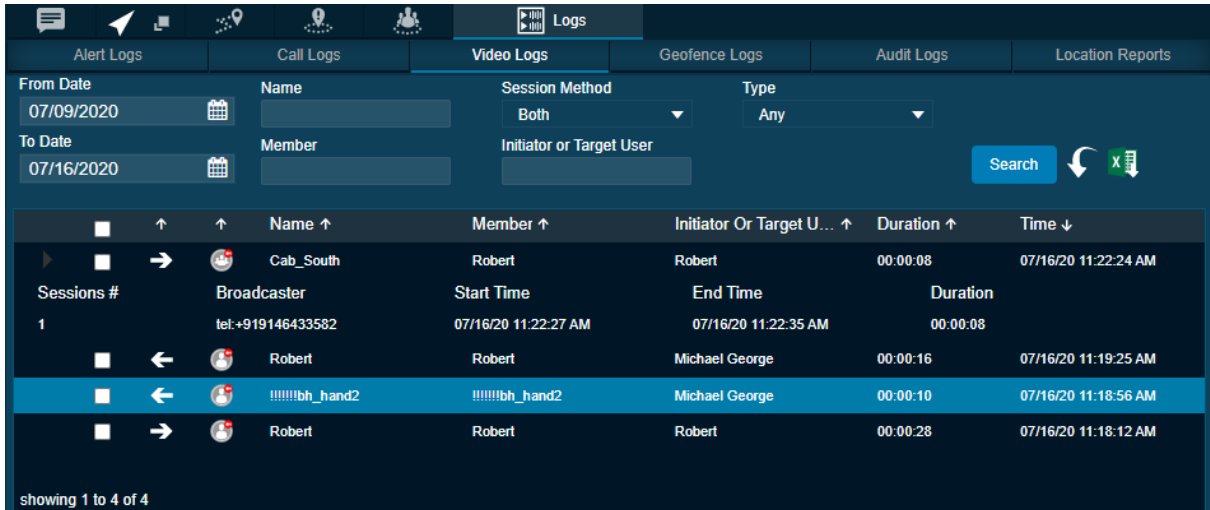 Logs
Alert Logs Call Logs Video Logs Geofence Logs Audit Logs Location Reports
From Date Name Session Method Type
07/09/2020 Both Any
To Date Member Initiator or Target User
07/16/2020 Search
Name ↑ Member ↑ Initiator Or Target U... ↑ Duration ↑ Time ↓
Cab_South Robert Robert 00:00:08 07/16/20 11:22:24 AM
Sessions # Broadcaster Start Time End Time Duration
1 tel:+919146433582 07/16/20 11:22:27 AM 07/16/20 11:22:35 AM 00:00:08
Robert Robert Michael George 00:00:16 07/16/20 11:19:25 AM
!!!!!!!bh_hand2 !!!!!!!bh_hand2 Michael George 00:00:10 07/16/20 11:18:56 AM
Robert Robert Robert 00:00:28 07/16/20 11:18:12 AM
showing 1 to 4 of 4